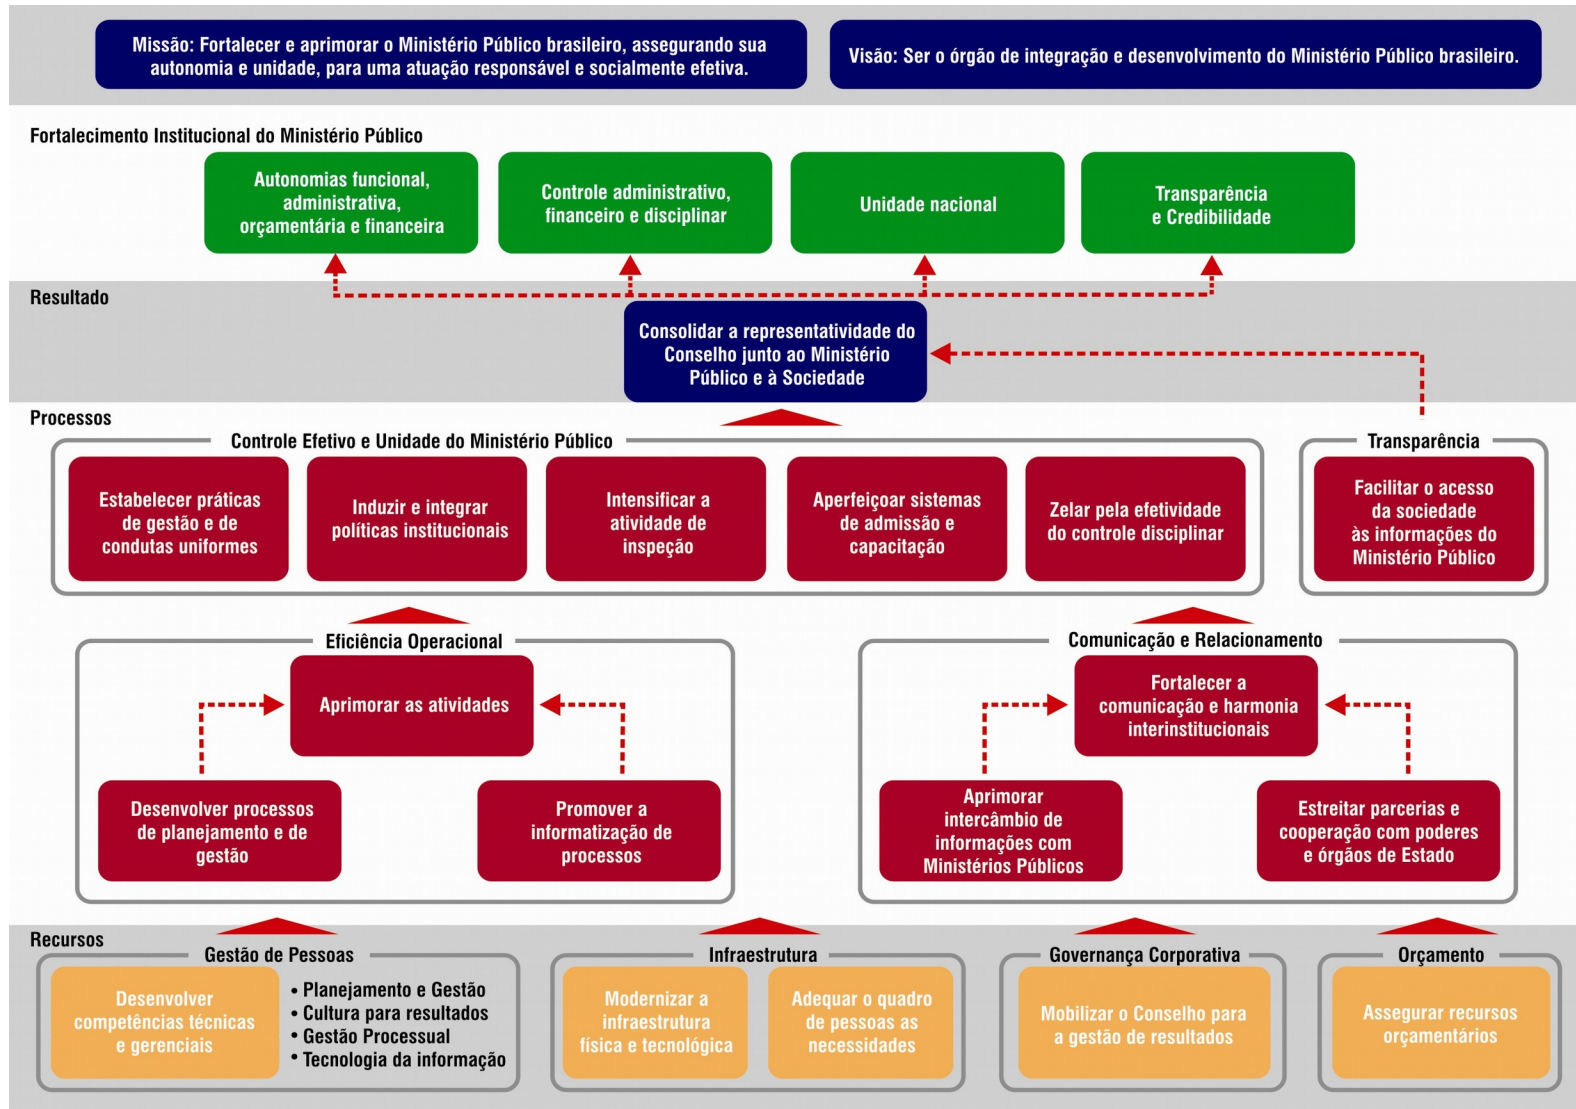 Missão: Fortalecer e aprimorar o Ministério Público brasileiro, assegurando sua
autonomia e unidade, para uma atuação responsável e socialmente efetiva.
Visão: Ser o órgão de integração e desenvolvimento do Ministério Público brasileiro.
Fortalecimento Institucional do Ministério Público
Autonomias funcional,
administrativa,
orçamentária e financeira
Controle administrativo,
financeiro e disciplinar
Unidade nacional
Transparência
e Credibilidade
Resultado
Consolidar a representatividade do
Conselho junto ao Ministério
Público e à Sociedade
Processos
Controle Efetivo e Unidade do Ministério Público
Estabelecer práticas
de gestão e de
condutas uniformes
Induzir e integrar
políticas institucionais
Intensificar a
atividade de
inspeção
Aperfeiçoar sistemas
de admissão e
capacitação
Zelar pela efetividade
do controle disciplinar
Transparência
Facilitar o acesso
da sociedade
às informações do
Ministério Público
Eficiência Operacional
Aprimorar as atividades
Desenvolver processos
de planejamento e de
gestão
Promover a
informatização de
processos
Comunicação e Relacionamento
Fortalecer a
comunicação e harmonia
interinstitucionais
Aprimorar
intercâmbio de
informações com
Ministérios Públicos
Estreitar parcerias e
cooperação com poderes
e órgãos de Estado
Recursos
Gestão de Pessoas
Desenvolver
competências técnicas
e gerenciais
• Planejamento e Gestão
• Cultura para resultados
• Gestão Processual
• Tecnologia da informação
Infraestrutura
Modernizar a
infraestrutura
física e tecnológica
Adequar o quadro
de pessoas as
necessidades
Governança Corporativa
Mobilizar o Conselho para
a gestão de resultados
Orçamento
Assegurar recursos
orçamentários